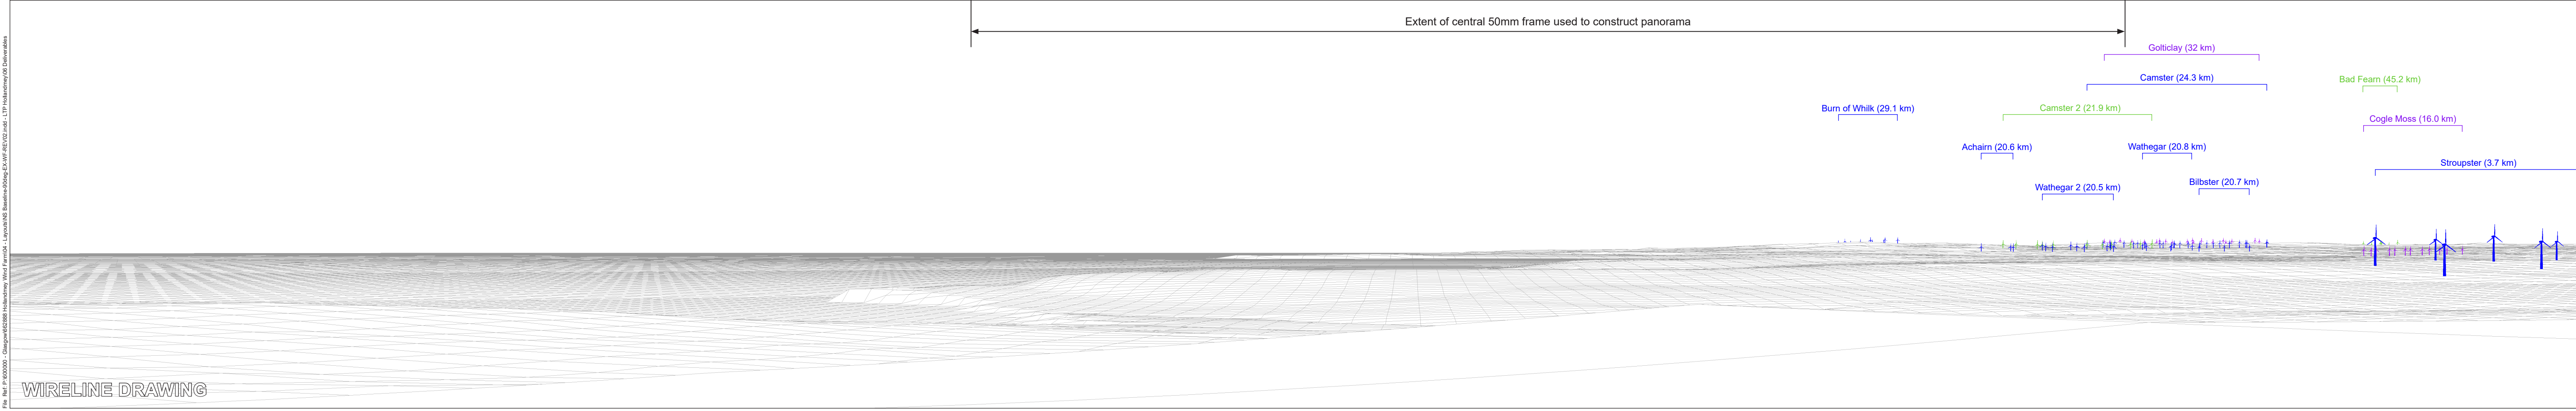 Extent of central 50mm frame used to construct panorama
Golticlay (32 km)
Camster (24.3 km)
Bad Fearn (45.2 km)
Burn of Whilk (29.1 km)
Camster 2 (21.9 km)
Cogle Moss (16.0 km)
Achairn (20.6 km)
Wathegar (20.8 km)
Stroupster (3.7 km)
Wathegar 2 (20.5 km)
Bilbster (20.7 km)
WIRELINE DRAWING